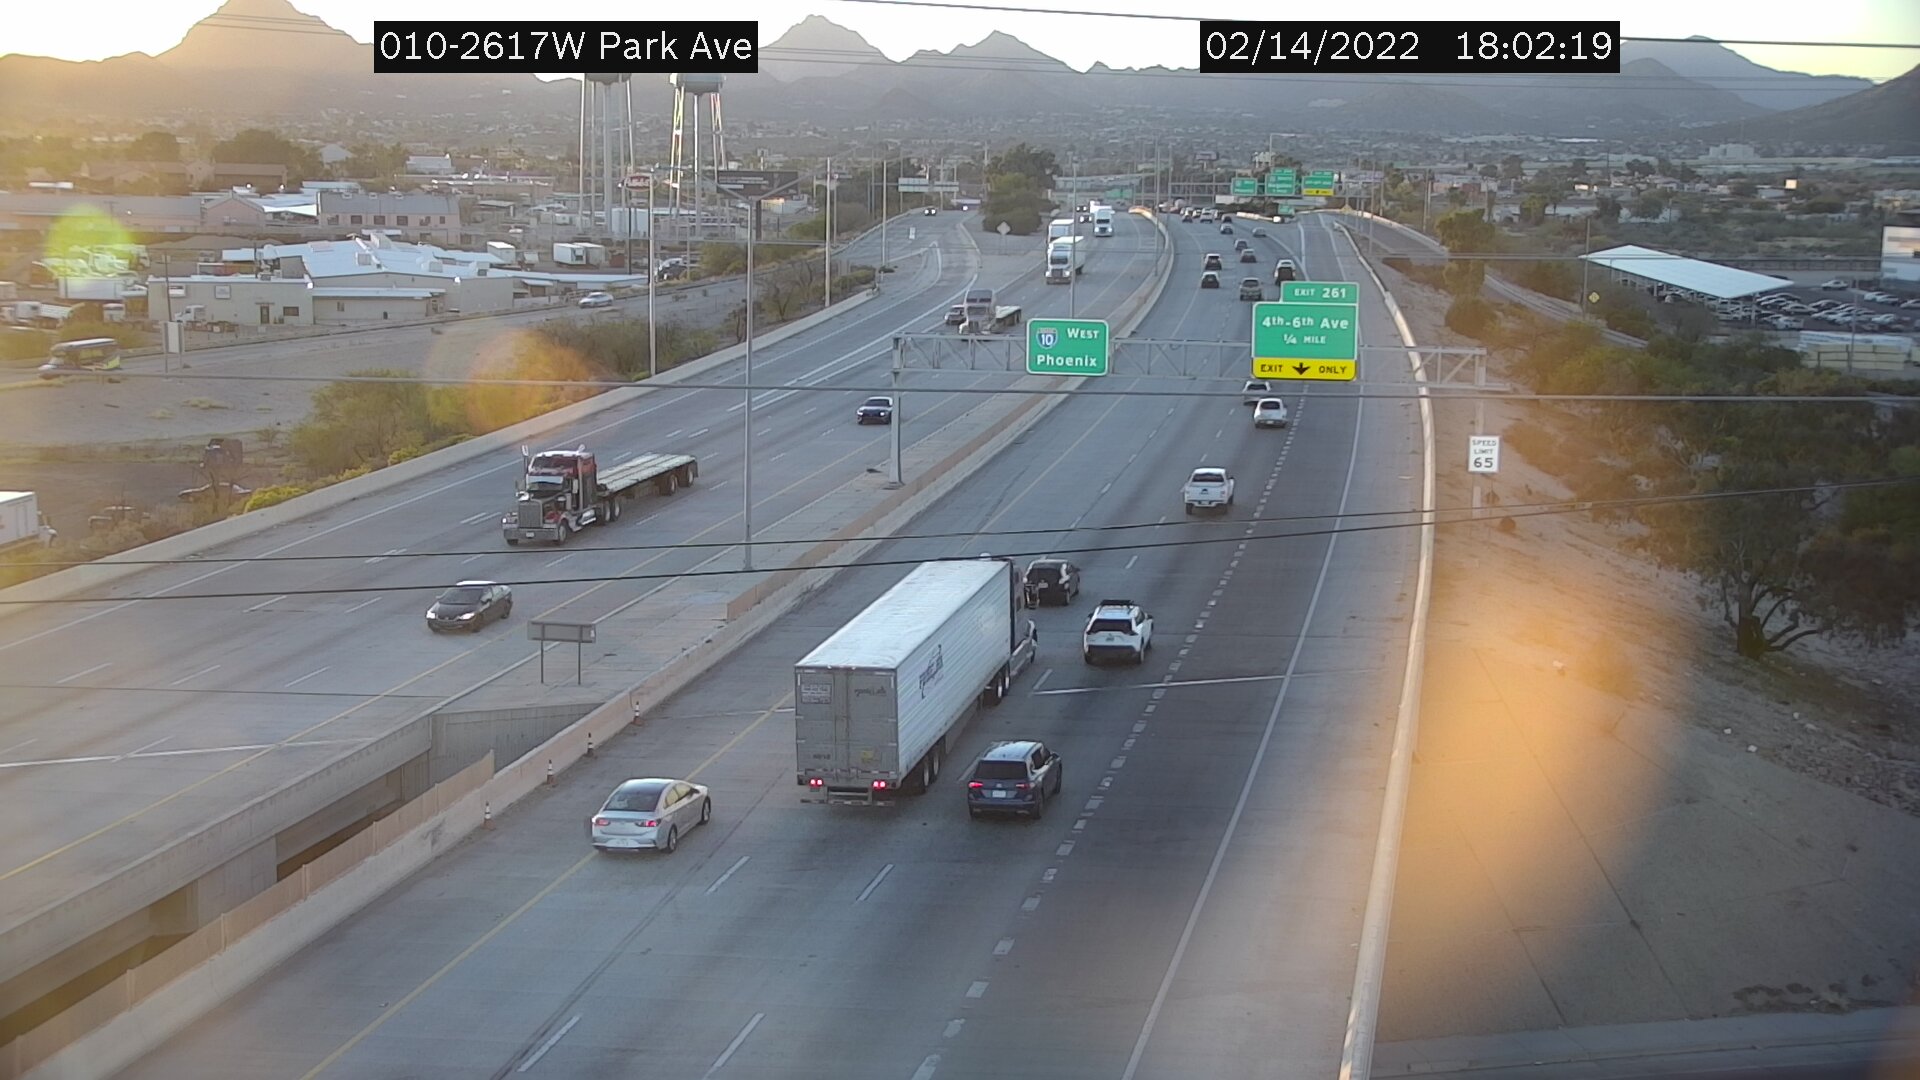 010-2617W Park Ave
02/14/2022 18:02:19
EXIT 261
4th-6th Ave
1/4 MILE
EXIT ONLY
10 WEST
Phoenix
SPEED
LIMIT
65